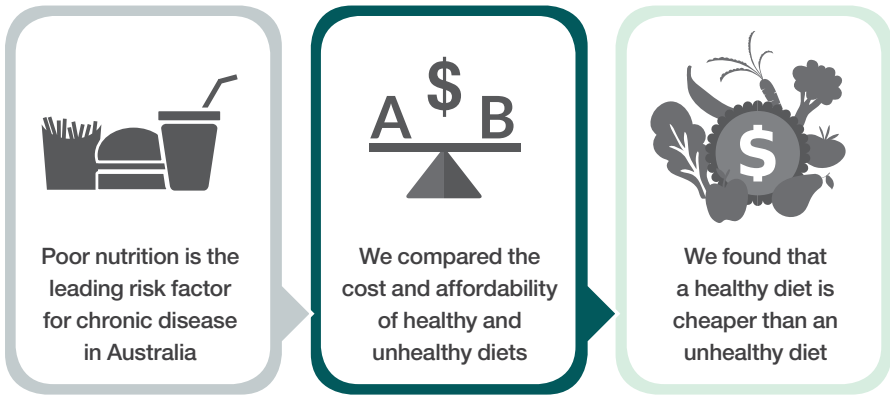 Poor nutrition is the
leading risk factor
for chronic disease
in Australia
A $ B
We compared the
cost and affordability
of healthy and
unhealthy diets
$
We found that
a healthy diet is
cheaper than an
unhealthy diet